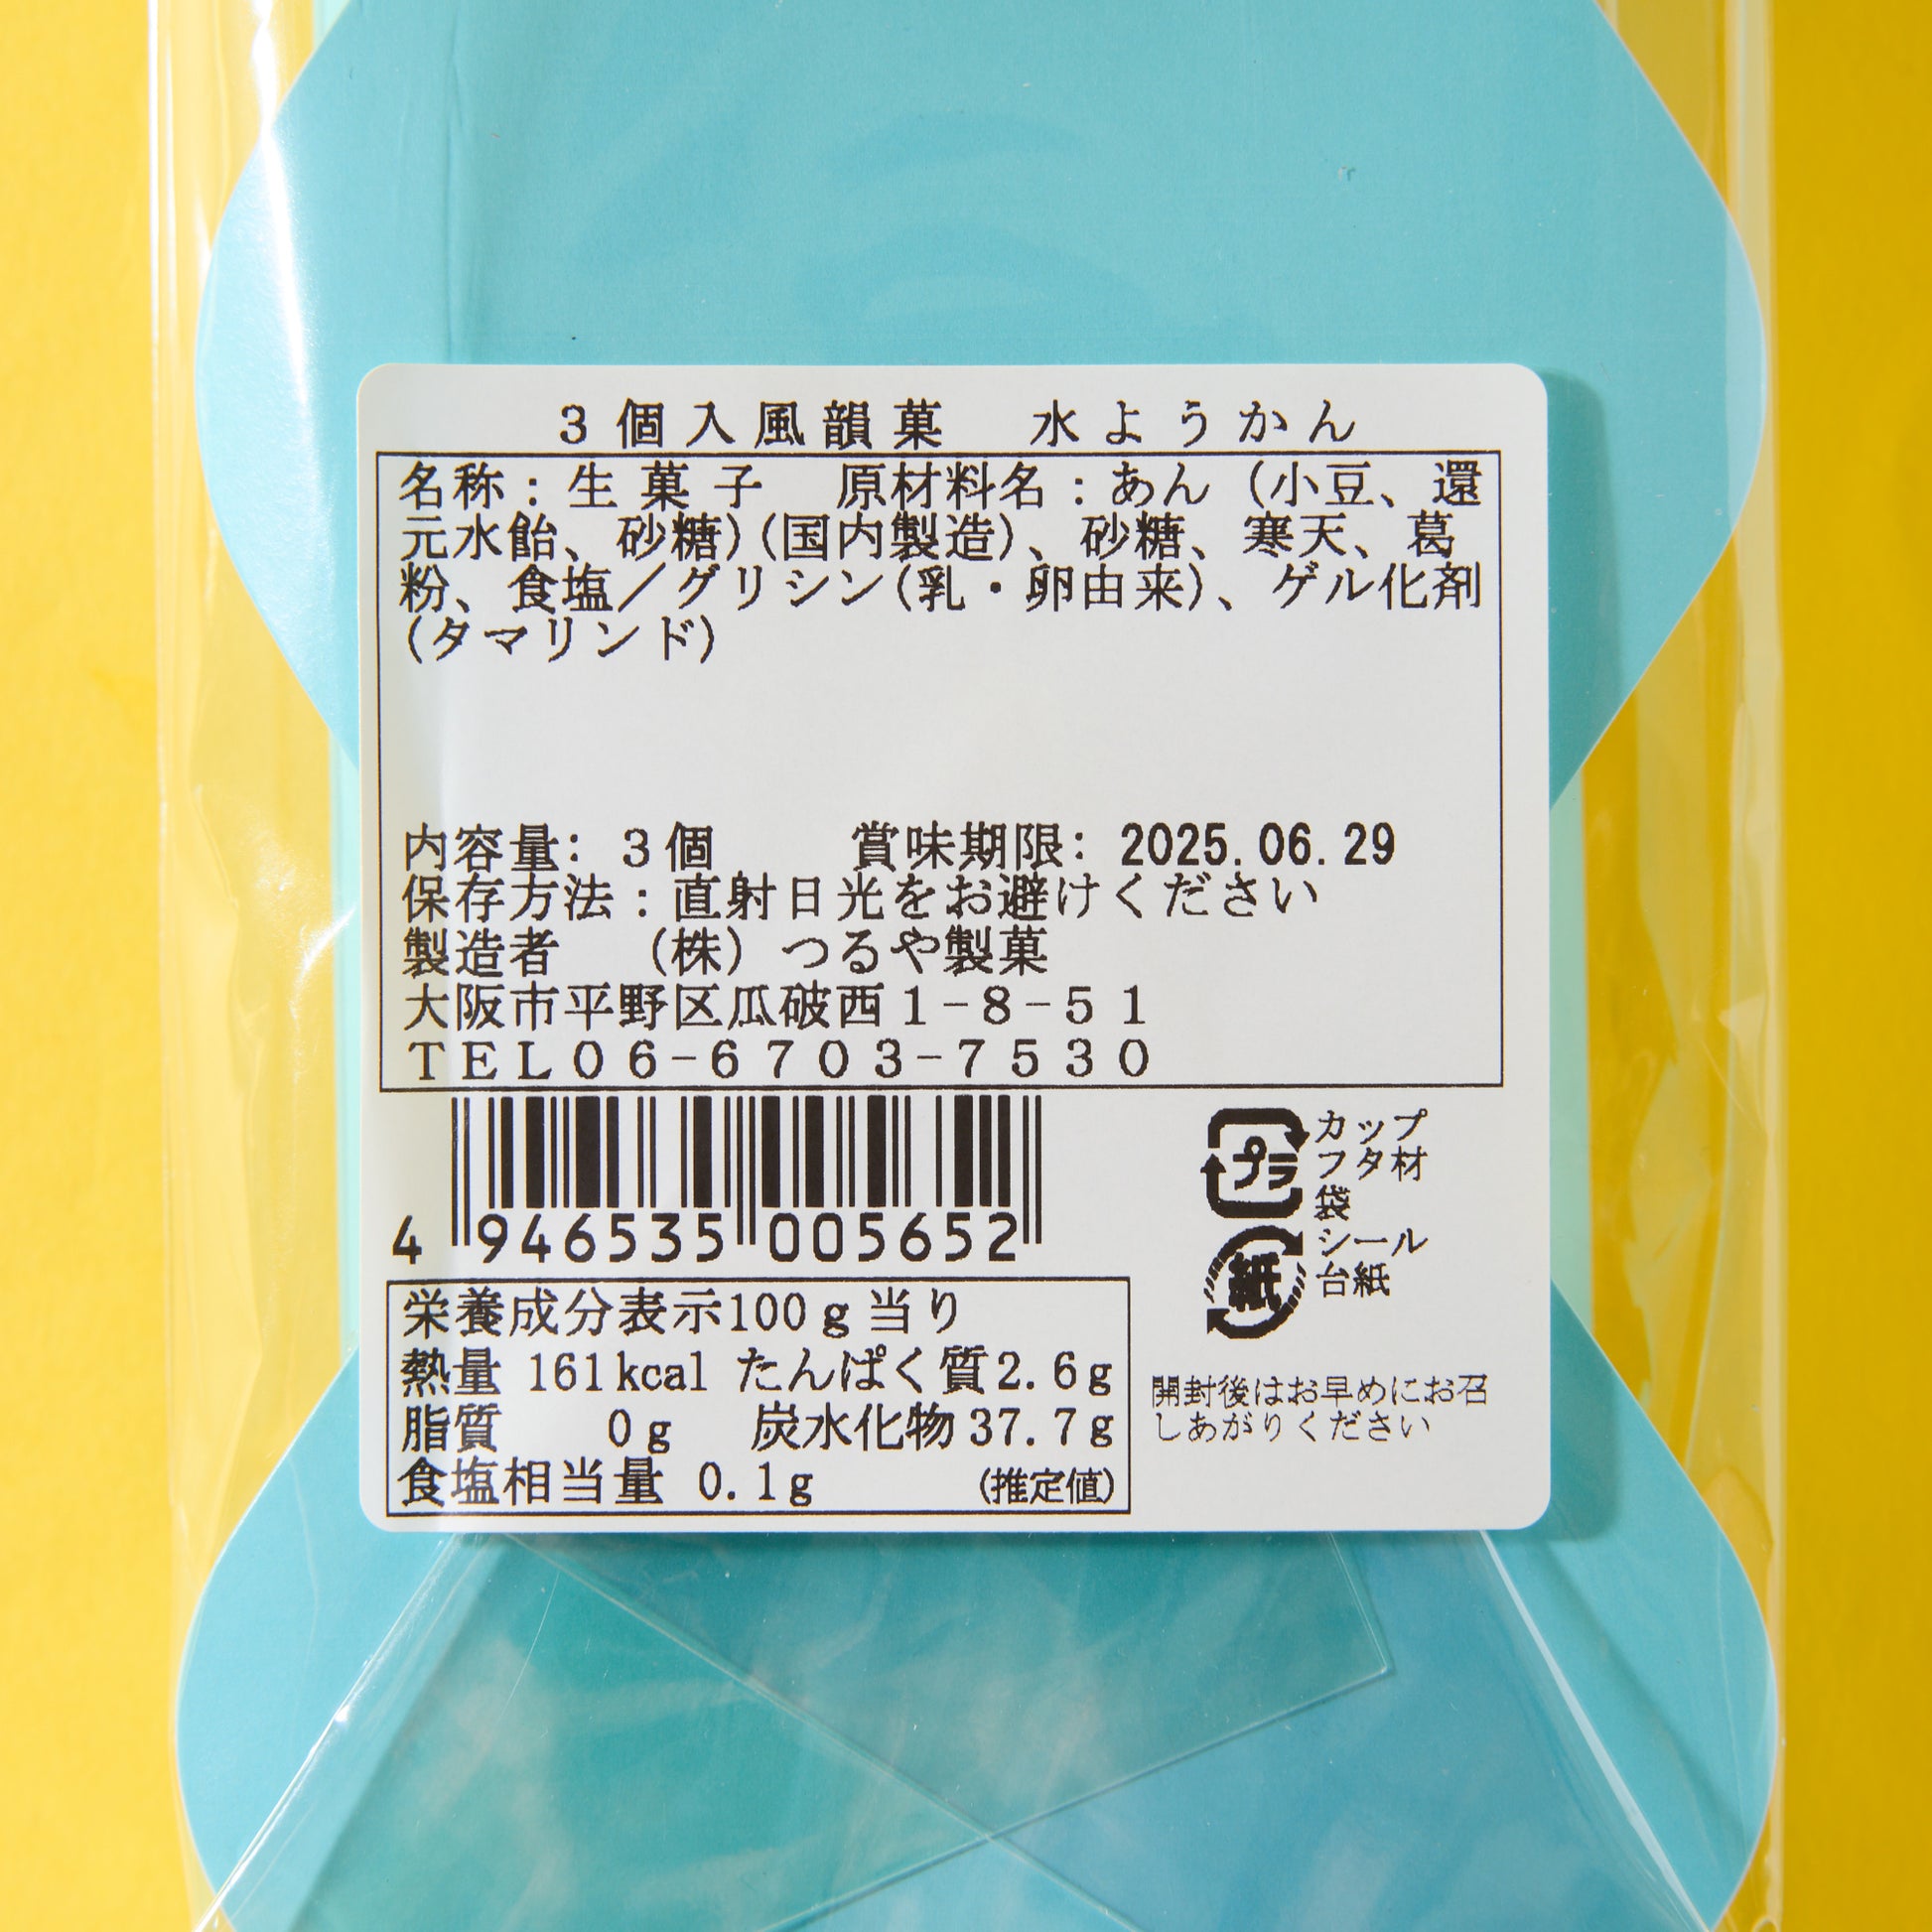 3個入風韻菓　水ようかん
名称：生菓子　原材料名：あん（小豆、還
元水飴、砂糖）（国内製造）、砂糖、寒天、葛
粉、食塩／グリシン（乳・卵由来）、ゲル化剤
（タマリンド）
内容量：3個　賞味期限：2025.06.29
保存方法：直射日光をお避けください
製造者　（株）つるや製菓
大阪市平野区瓜破西1-8-51
TEL06-6703-7530
4 946535 005652
プラ
カップ
フタ材
袋
紙
シール
台紙
栄養成分表示100g当り
熱量 161kcal たんぱく質2.6g
脂質 0g 炭水化物37.7g
食塩相当量 0.1g （推定値）
開封後はお早めにお召
しあがりください